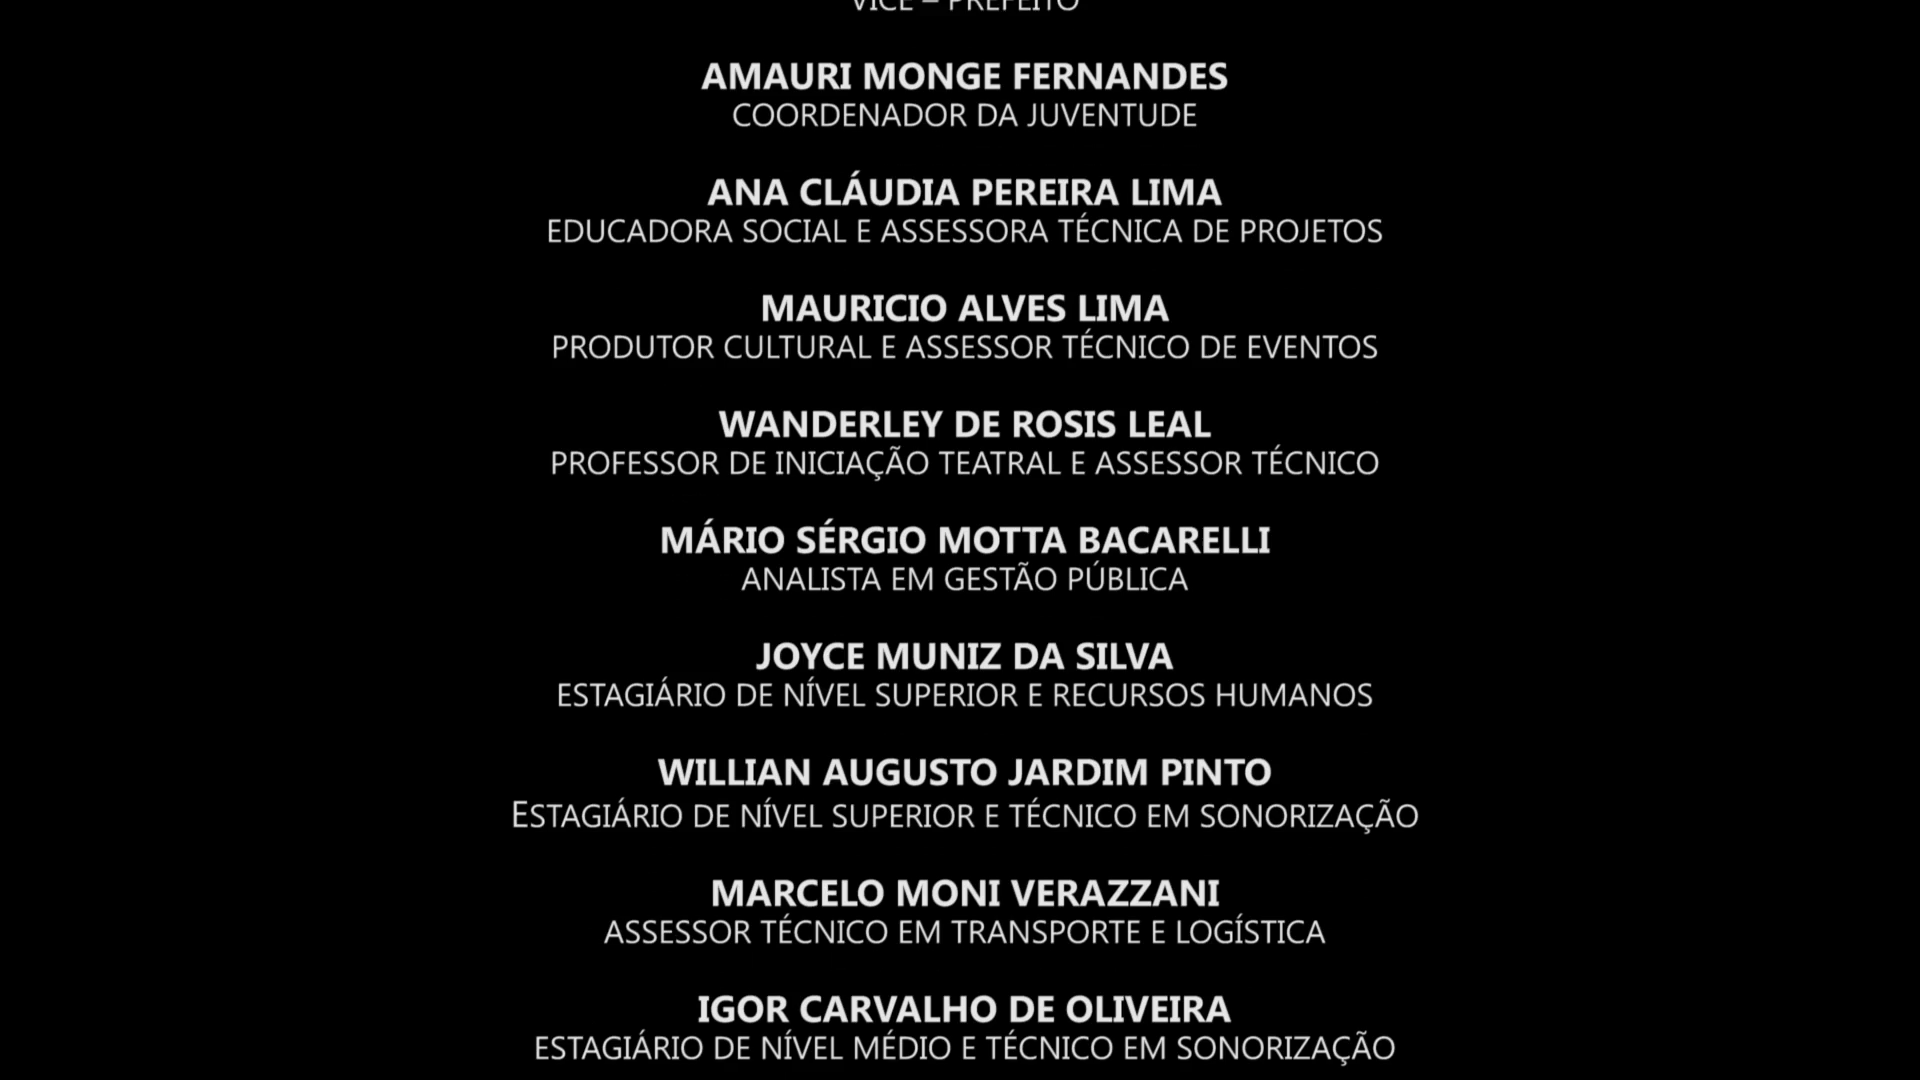 VICE – PREFEITO
AMAURI MONGE FERNANDES
COORDENADOR DA JUVENTUDE
ANA CLÁUDIA PEREIRA LIMA
EDUCADORA SOCIAL E ASSESSORA TÉCNICA DE PROJETOS
MAURICIO ALVES LIMA
PRODUTOR CULTURAL E ASSESSOR TÉCNICO DE EVENTOS
WANDERLEY DE ROSIS LEAL
PROFESSOR DE INICIAÇÃO TEATRAL E ASSESSOR TÉCNICO
MÁRIO SÉRGIO MOTTA BACARELLI
ANALISTA EM GESTÃO PÚBLICA
JOYCE MUNIZ DA SILVA
ESTAGIÁRIO DE NÍVEL SUPERIOR E RECURSOS HUMANOS
WILLIAN AUGUSTO JARDIM PINTO
ESTAGIÁRIO DE NÍVEL SUPERIOR E TÉCNICO EM SONORIZAÇÃO
MARCELO MONI VERAZZANI
ASSESSOR TÉCNICO EM TRANSPORTE E LOGÍSTICA
IGOR CARVALHO DE OLIVEIRA
ESTAGIÁRIO DE NÍVEL MÉDIO E TÉCNICO EM SONORIZAÇÃO